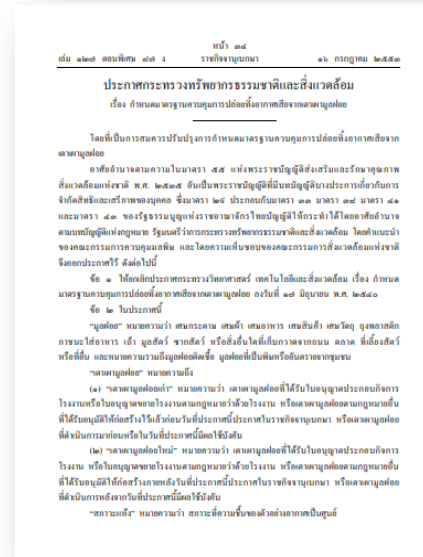 หน้า ๓๔
เล่ม ๑๒๗ ตอนพิเศษ ๘๗ ง ราชกิจจานุเบกษา ๑๖ กรกฎาคม ๒๕๕๓
ประกาศกระทรวงทรัพยากรธรรมชาติและสิ่งแวดล้อม
เรื่อง กำหนดมาตรฐานควบคุมการปล่อยทิ้งอากาศเสียจากเตาเผามูลฝอย
โดยที่เป็นการสมควรปรับปรุงการกำหนดมาตรฐานควบคุมการปล่อยทิ้งอากาศเสียจาก
เตาเผามูลฝอย
อาศัยอำนาจตามความในมาตรา ๕๕ แห่งพระราชบัญญัติส่งเสริมและรักษาคุณภาพ
สิ่งแวดล้อมแห่งชาติ พ.ศ. ๒๕๓๕ อันเป็นพระราชบัญญัติที่มีบทบัญญัติบางประการเกี่ยวกับการ
จำกัดสิทธิและเสรีภาพของบุคคล ซึ่งมาตรา ๒๙ ประกอบกับมาตรา ๓๓ มาตรา ๓๔ มาตรา ๔๑
และมาตรา ๔๓ ของรัฐธรรมนูญแห่งราชอาณาจักรไทยบัญญัติให้กระทำได้โดยอาศัยอำนาจ
ตามบทบัญญัติแห่งกฎหมาย รัฐมนตรีว่าการกระทรวงทรัพยากรธรรมชาติและสิ่งแวดล้อม โดยคำแนะนำ
ของคณะกรรมการควบคุมมลพิษ และโดยความเห็นชอบของคณะกรรมการสิ่งแวดล้อมแห่งชาติ
จึงออกประกาศไว้ ดังต่อไปนี้
ข้อ ๑ ให้ยกเลิกประกาศกระทรวงวิทยาศาสตร์ เทคโนโลยีและสิ่งแวดล้อม เรื่อง กำหนด
มาตรฐานควบคุมการปล่อยทิ้งอากาศเสียจากเตาเผามูลฝอย ลงวันที่ ๑๗ มิถุนายน พ.ศ. ๒๕๔๐
ข้อ ๒ ในประกาศนี้
“มูลฝอย” หมายความว่า เศษกระดาษ เศษผ้า เศษอาหาร เศษสินค้า เศษวัตถุ ถุงพลาสติก
ภาชนะใส่อาหาร เถ้า มูลสัตว์ ซากสัตว์ หรือสิ่งอื่นใดที่เก็บกวาดจากถนน ตลาด ที่เลี้ยงสัตว์
หรือที่อื่น และหมายความรวมถึงมูลฝอยติดเชื้อ มูลฝอยที่เป็นพิษหรืออันตรายจากชุมชน
“เตาเผามูลฝอย” หมายความถึง
(๑) “เตาเผามูลฝอยเก่า” หมายความว่า เตาเผามูลฝอยที่ได้รับใบอนุญาตประกอบกิจการ
โรงงานหรือใบอนุญาตขยายโรงงานตามกฎหมายว่าด้วยโรงงาน หรือเตาเผามูลฝอยตามกฎหมายอื่น
ที่ได้รับอนุมัติให้ก่อสร้างไว้แล้วก่อนวันที่ประกาศนี้ประกาศในราชกิจจานุเบกษา หรือเตาเผามูลฝอย
ที่ดำเนินการมาก่อนหรือในวันที่ประกาศนี้มีผลใช้บังคับ
(๒) “เตาเผามูลฝอยใหม่” หมายความว่า เตาเผามูลฝอยที่ได้รับใบอนุญาตประกอบกิจการ
โรงงาน หรือใบอนุญาตขยายโรงงานตามกฎหมายว่าด้วยโรงงาน หรือเตาเผามูลฝอยตามกฎหมายอื่น
ที่ได้รับอนุมัติให้ก่อสร้างภายหลังวันที่ประกาศนี้ประกาศในราชกิจจานุเบกษา หรือเตาเผามูลฝอย
ที่ดำเนินการหลังจากวันที่ประกาศนี้มีผลใช้บังคับ
“สภาวะแห้ง” หมายความว่า สภาวะที่ความชื้นของตัวอย่างอากาศเป็นศูนย์